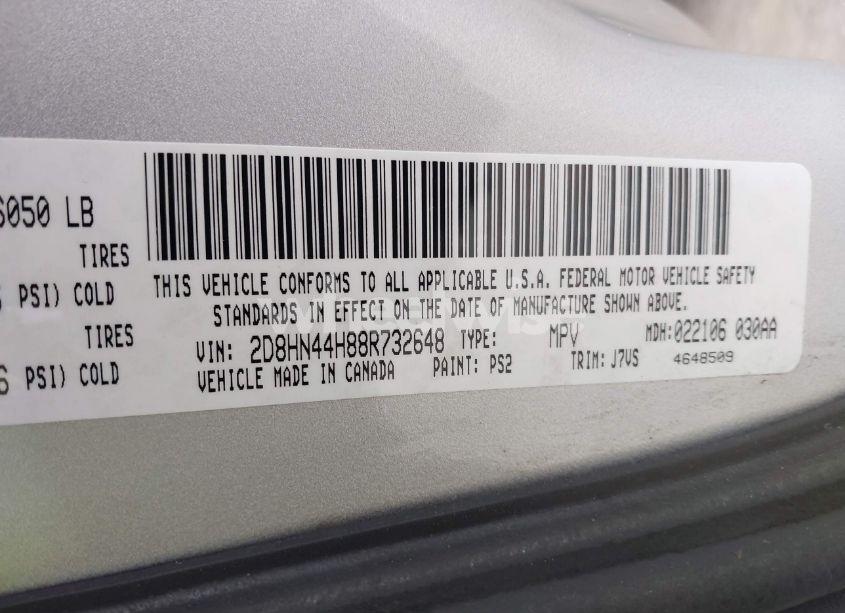 6050 LB
TIRES
PSI) COLD
TIRES
PSI) COLD
THIS VEHICLE CONFORMS TO ALL APPLICABLE U.S.A. FEDERAL MOTOR VEHICLE SAFETY
STANDARDS IN EFFECT ON THE DATE OF MANUFACTURE SHOWN ABOVE.
VIN: 2D8HN44H88R732648 TYPE: MPV MDH:022106 030AA
VEHICLE MADE IN CANADA PAINT: PS2 TRIM: J7VS 4648509